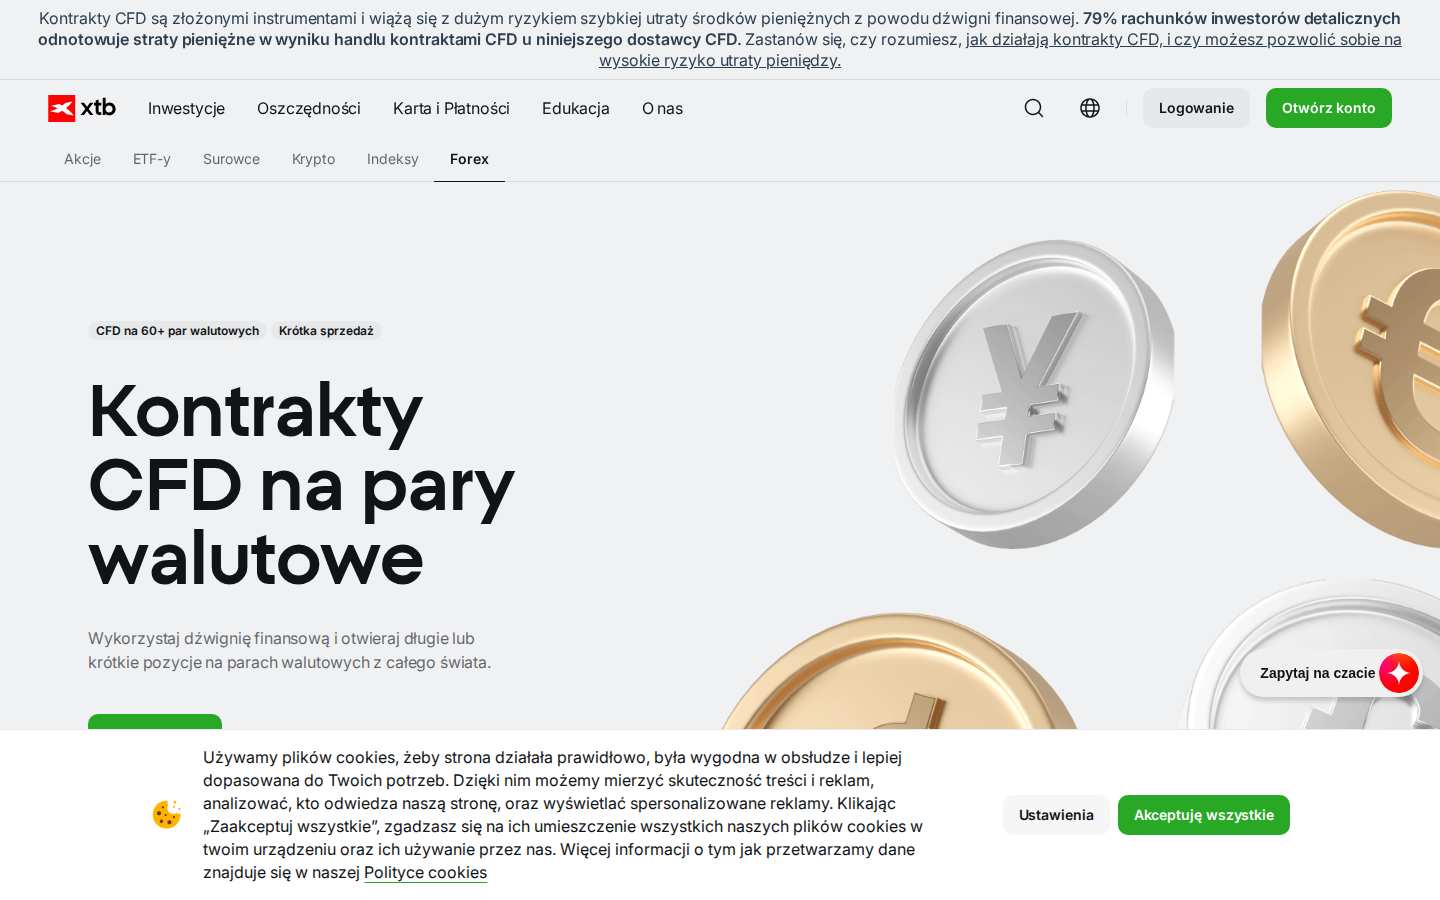 Kontrakty CFD są złożonymi instrumentami i wiążą się z dużym ryzykiem szybkiej utraty środków pieniężnych z powodu dźwigni finansowej. 79% rachunków inwestorów detalicznych
odnotowuje straty pieniężne w wyniku handlu kontraktami CFD u niniejszego dostawcy CFD. Zastanów się, czy rozumiesz, jak działają kontrakty CFD, i czy możesz pozwolić sobie na
wysokie ryzyko utraty pieniędzy.
xtb Inwestycje Oszczędności Karta i Płatności Edukacja O nas Logowanie Otwórz konto
Akcje ETF-y Surowce Krypto Indeksy Forex
CFD na 60+ par walutowych Krótka sprzedaż
Kontrakty
CFD na pary
walutowe
Wykorzystaj dźwignię finansową i otwieraj długie lub
krótkie pozycje na parach walutowych z całego świata.
Zapytaj na czacie
Używamy plików cookies, żeby strona działała prawidłowo, była wygodna w obsłudze i lepiej
dopasowana do Twoich potrzeb. Dzięki nim możemy mierzyć skuteczność treści i reklam,
analizować, kto odwiedza naszą stronę, oraz wyświetlać spersonalizowane reklamy. Klikając
„Zaakceptuj wszystkie”, zgadzasz się na ich umieszczenie wszystkich naszych plików cookies w
twoim urządzeniu oraz ich używanie przez nas. Więcej informacji o tym jak przetwarzamy dane
znajduje się w naszej Polityce cookies
Ustawienia Akceptuję wszystkie